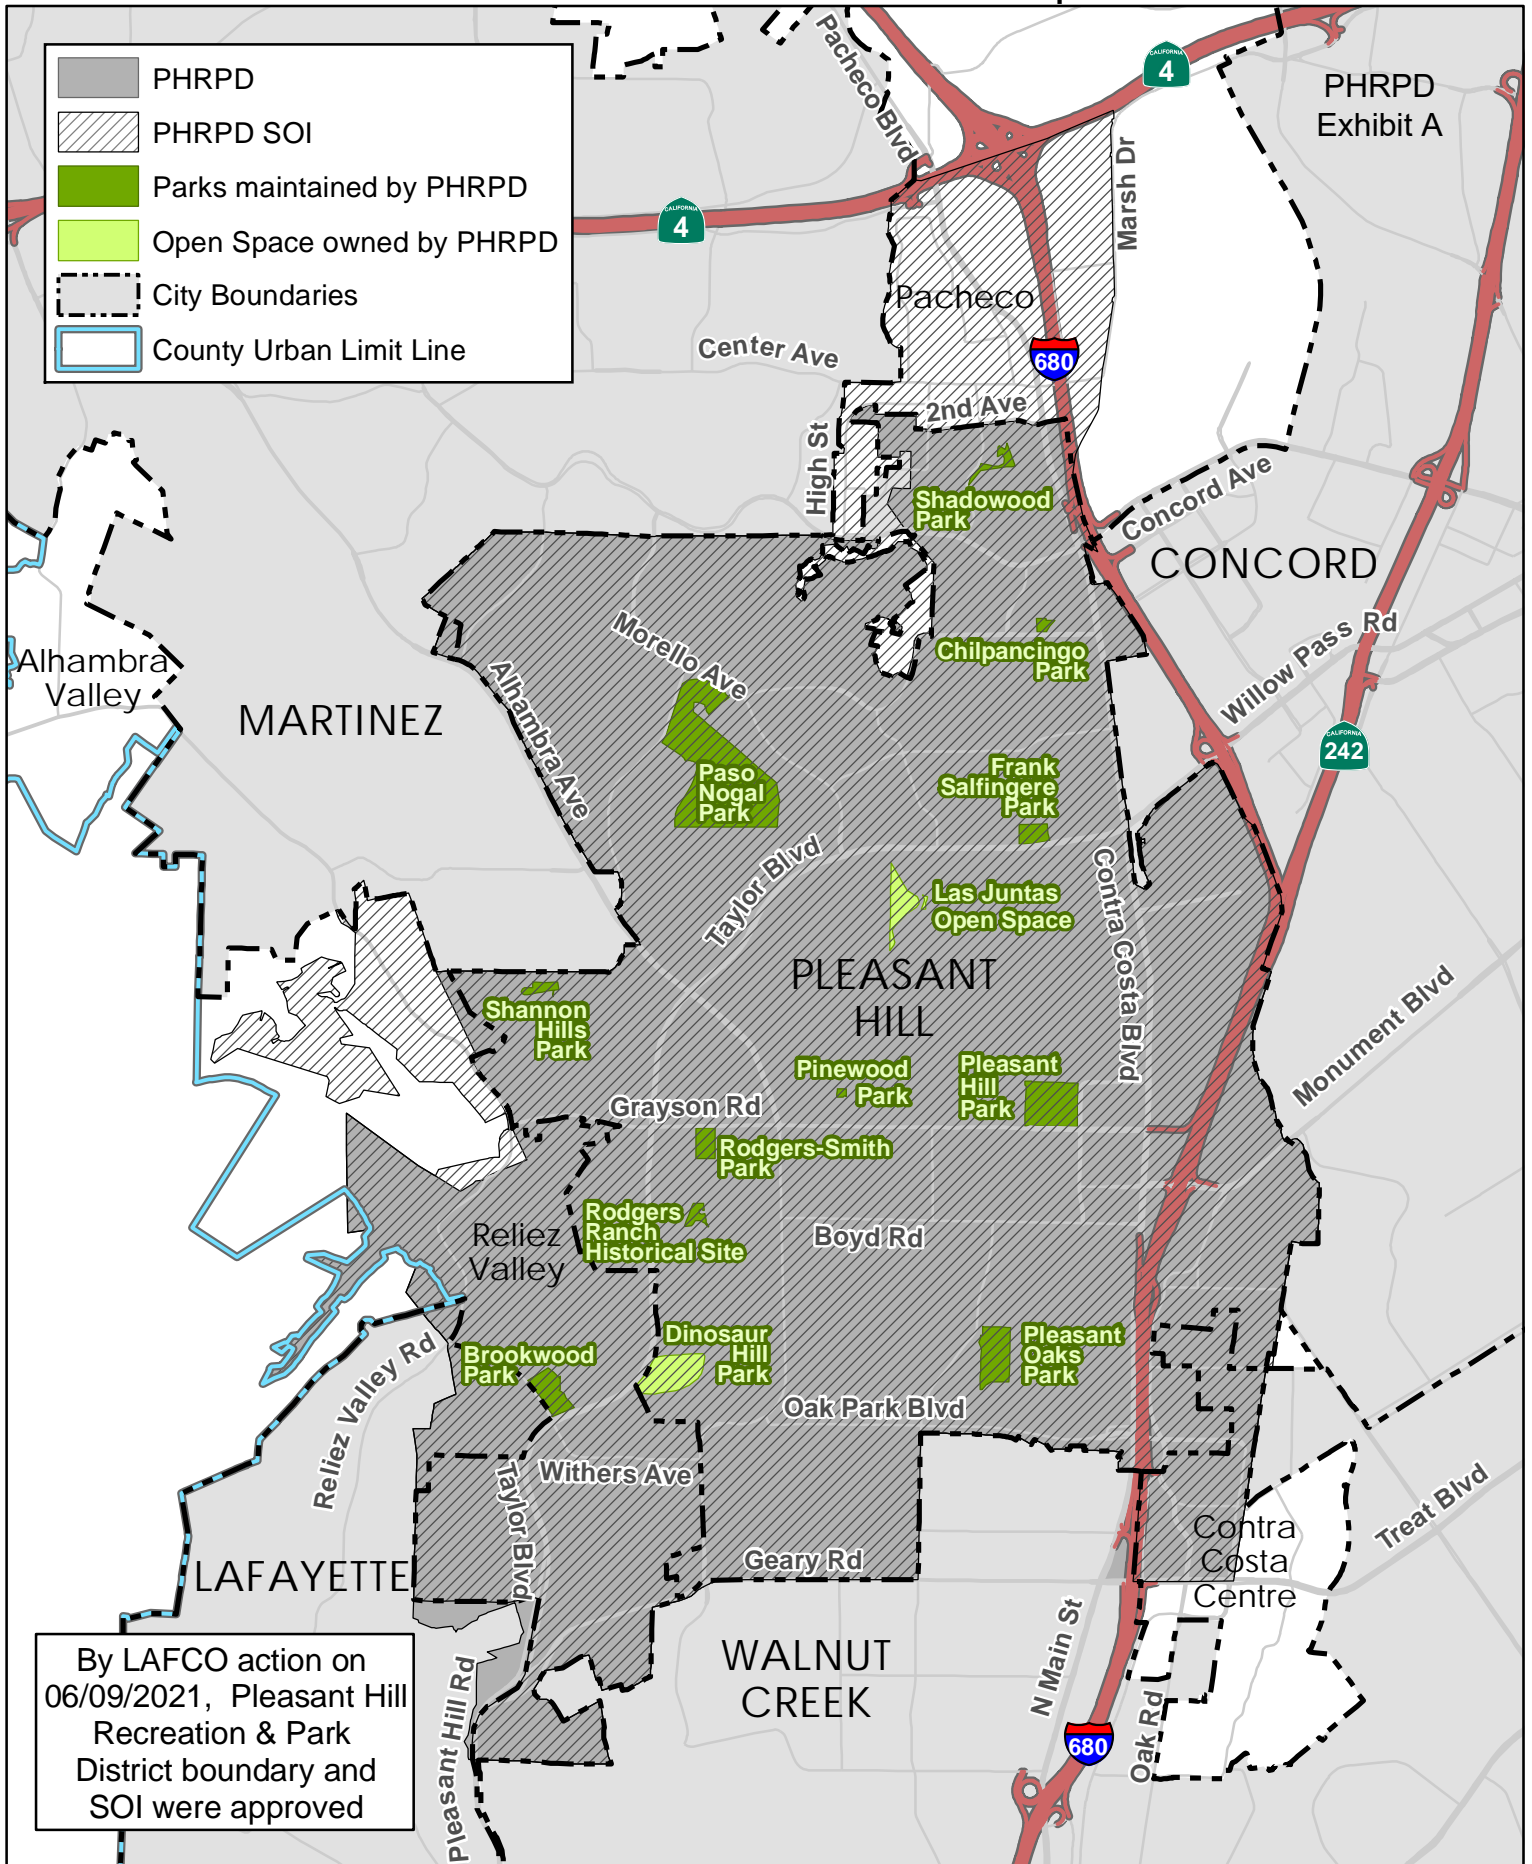 PHRPD
PHRPD SOI
Parks maintained by PHRPD
Open Space owned by PHRPD
City Boundaries
County Urban Limit Line
PHRPD
Exhibit A
Pacheco Blvd
CALIFORNIA
4
CALIFORNIA
4
Marsh Dr
Pacheco
680
Center Ave
2nd Ave
High St
Shadowood
Park
Concord Ave
CONCORD
Morello Ave
Chilpancingo
Park
Willow Pass Rd
Alhambra
Valley
Alhambra Ave
MARTINEZ
CALIFORNIA
242
Paso
Nogal
Park
Frank
Salfingere
Park
Taylor Blvd
Las Juntas
Open Space
Contra Costa Blvd
PLEASANT
HILL
Shannon
Hills
Park
Monument Blvd
Pinewood
Park
Pleasant
Hill
Park
Grayson Rd
Rodgers-Smith
Park
Rodgers
Ranch
Historical Site
Reliez
Valley
Boyd Rd
Reliez Valley Rd
Brookwood
Park
Dinosaur
Hill
Park
Pleasant
Oaks
Park
Oak Park Blvd
Withers Ave
Taylor Blvd
Treat Blvd
Contra
Costa
Centre
LAFAYETTE
Geary Rd
WALNUT
CREEK
N Main St
Oak Rd
680
Pleasant Hill Rd
By LAFCO action on
06/09/2021, Pleasant Hill
Recreation & Park
District boundary and
SOI were approved